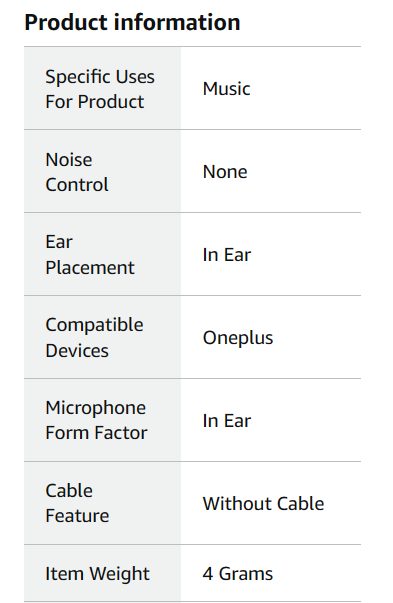 Product information
Specific Uses
For Product
Music
Noise
Control
None
Ear
Placement
In Ear
Compatible
Devices
Oneplus
Microphone
Form Factor
In Ear
Cable
Feature
Without Cable
Item Weight
4 Grams